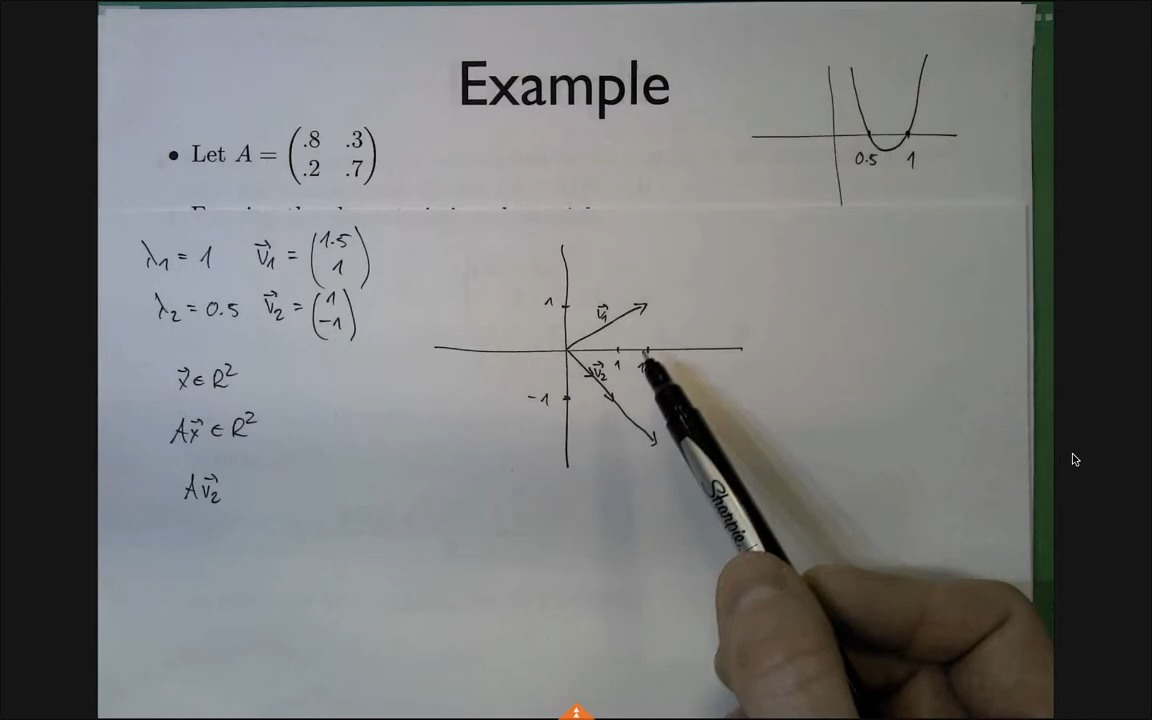 Example
• Let A = (.8 .3
.2 .7)
0.5 1
λ1 = 1 v⃗1 = (1.5
1)
λ2 = 0.5 v⃗2 = (1
−1)
x⃗ ∈ R²
Ax⃗ ∈ R²
Av⃗2
1
v⃗1
1
v⃗2
-1
Sharpie